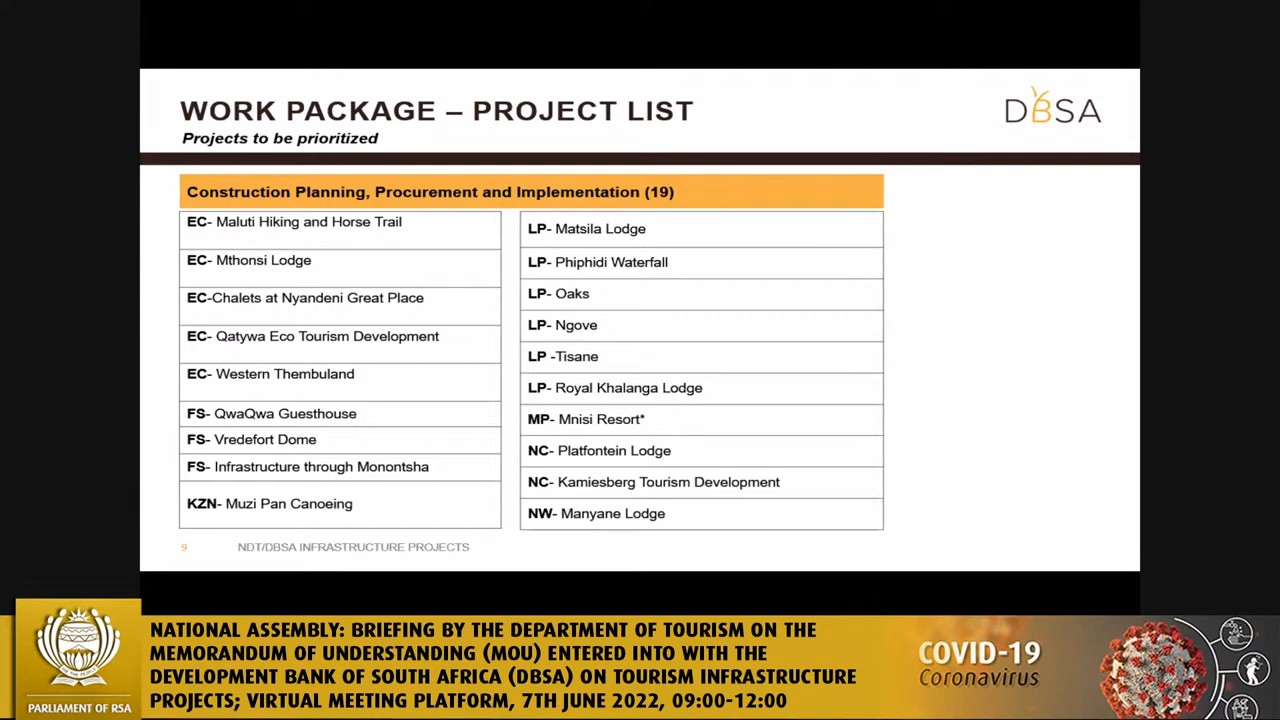 WORK PACKAGE – PROJECT LIST
Projects to be prioritized
DBSA
Construction Planning, Procurement and Implementation (19)
EC- Maluti Hiking and Horse Trail
EC- Mthonsi Lodge
EC-Chalets at Nyandeni Great Place
EC- Qatywa Eco Tourism Development
EC- Western Thembuland
FS- QwaQwa Guesthouse
FS- Vredefort Dome
FS- Infrastructure through Monontsha
KZN- Muzi Pan Canoeing
LP- Matsila Lodge
LP- Phiphidi Waterfall
LP- Oaks
LP- Ngove
LP -Tisane
LP- Royal Khalanga Lodge
MP- Mnisi Resort*
NC- Platfontein Lodge
NC- Kamiesberg Tourism Development
NW- Manyane Lodge
9 NDT/DBSA INFRASTRUCTURE PROJECTS
PARLIAMENT OF RSA
NATIONAL ASSEMBLY: BRIEFING BY THE DEPARTMENT OF TOURISM ON THE
MEMORANDUM OF UNDERSTANDING (MOU) ENTERED INTO WITH THE
DEVELOPMENT BANK OF SOUTH AFRICA (DBSA) ON TOURISM INFRASTRUCTURE
PROJECTS; VIRTUAL MEETING PLATFORM, 7TH JUNE 2022, 09:00-12:00
COVID-19
Coronavirus